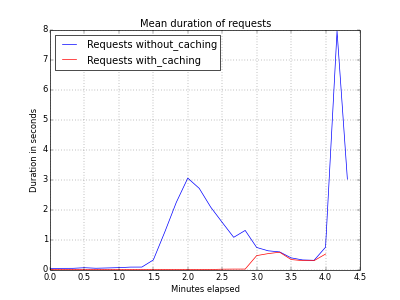 Mean duration of requests
8
7
6
5
4
3
2
1
0
Duration in seconds
Requests without_caching
Requests with_caching
0.0 0.5 1.0 1.5 2.0 2.5 3.0 3.5 4.0 4.5
Minutes elapsed